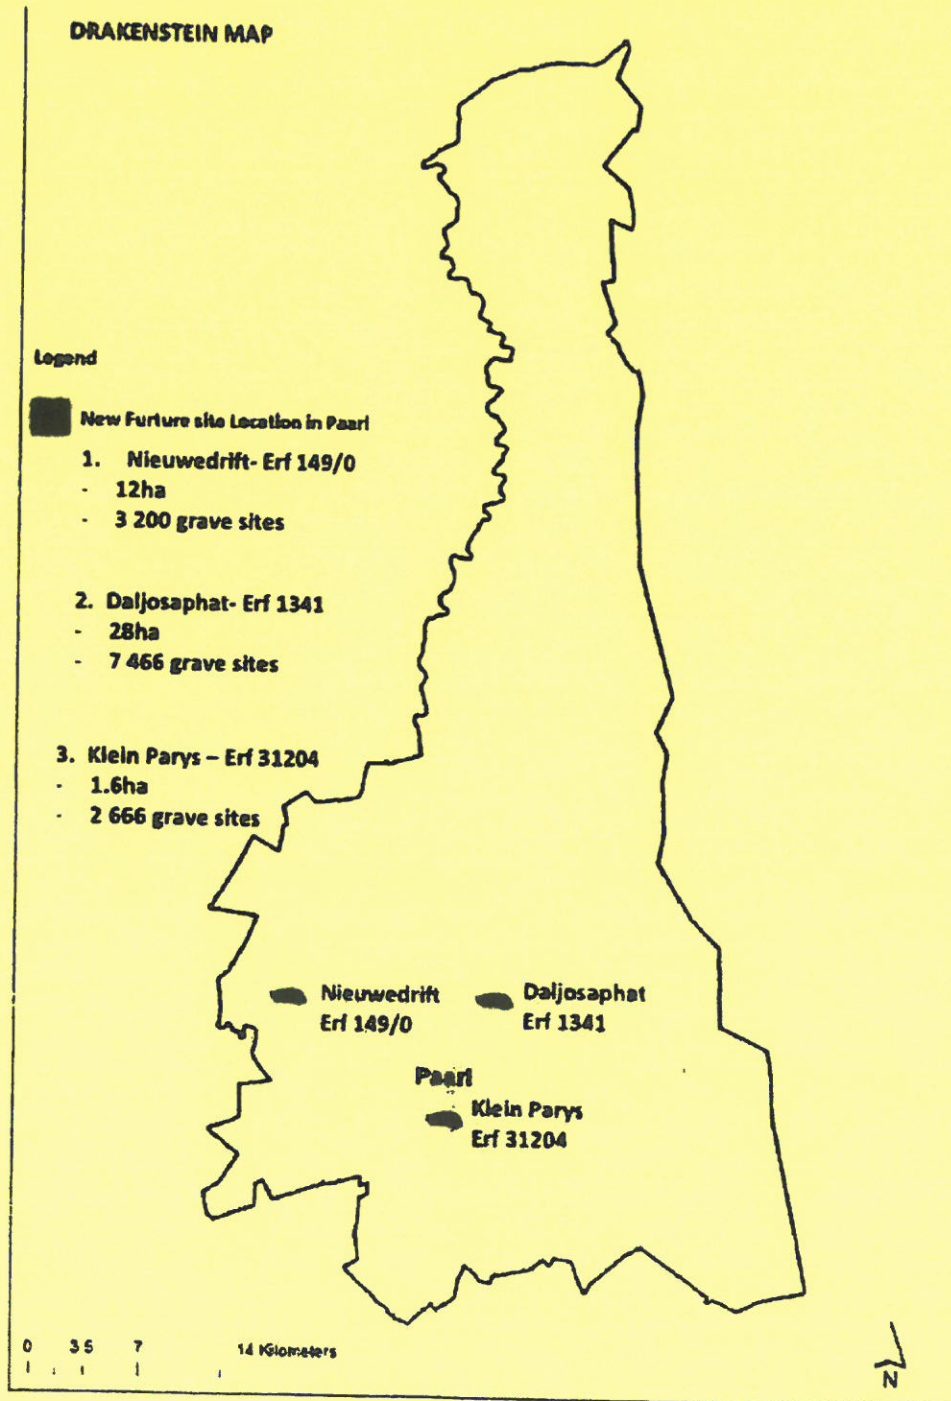 DRAKENSTEIN MAP
Legend
New Furture site Location in Paarl
1. Nieuwedrift- Erf 149/0
- 12ha
- 3 200 grave sites
2. Daljosaphat- Erf 1341
- 28ha
- 7 466 grave sites
3. Klein Parys – Erf 31204
- 1.6ha
- 2 666 grave sites
Nieuwedrift
Erf 149/0
Daljosaphat
Erf 1341
Paarl
Klein Parys
Erf 31204
0 3.5 7 14 Kilometers
N